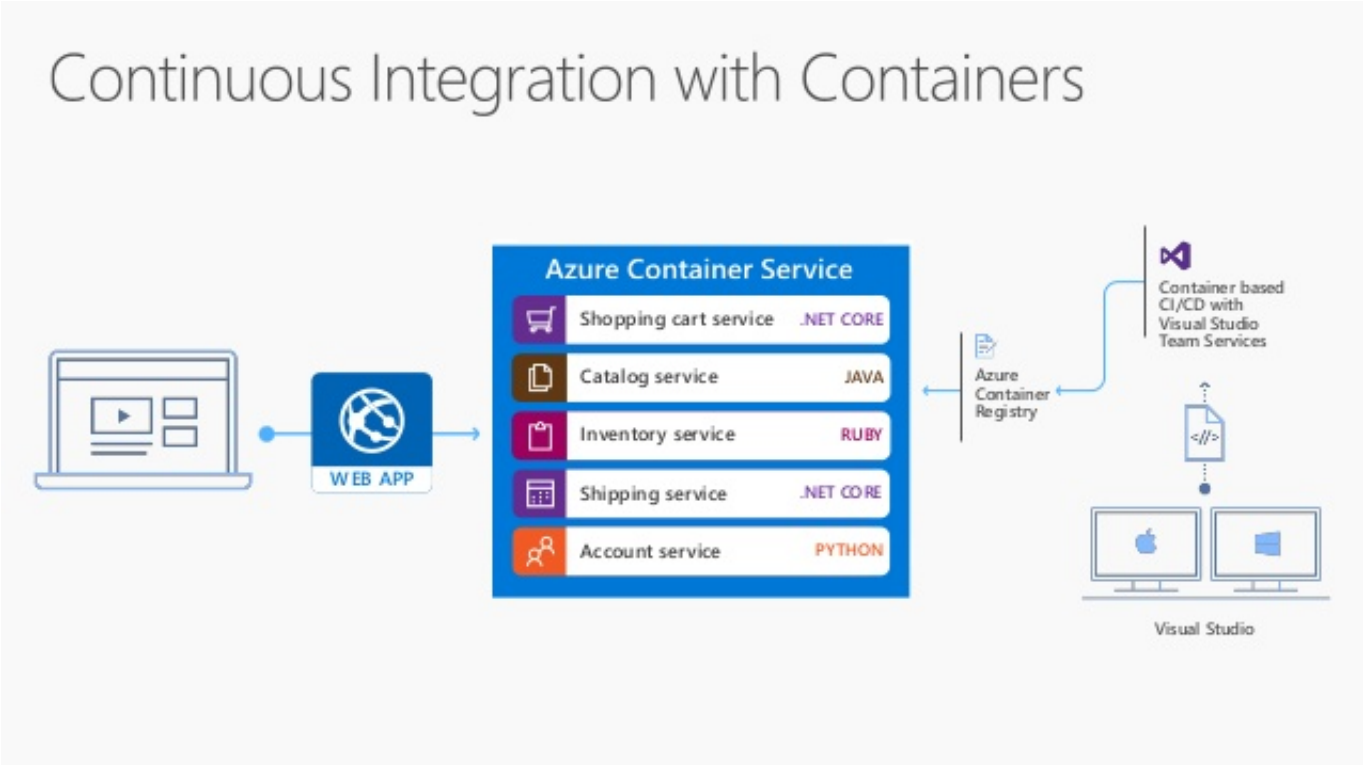 Continuous Integration with Containers
Azure Container Service
Shopping cart service .NET CORE
Catalog service JAVA
Inventory service RUBY
Shipping service .NET CORE
Account service PYTHON
WEB APP
Azure
Container
Registry
Container based
CI/CD with
Visual Studio
Team Services
<//>
Visual Studio